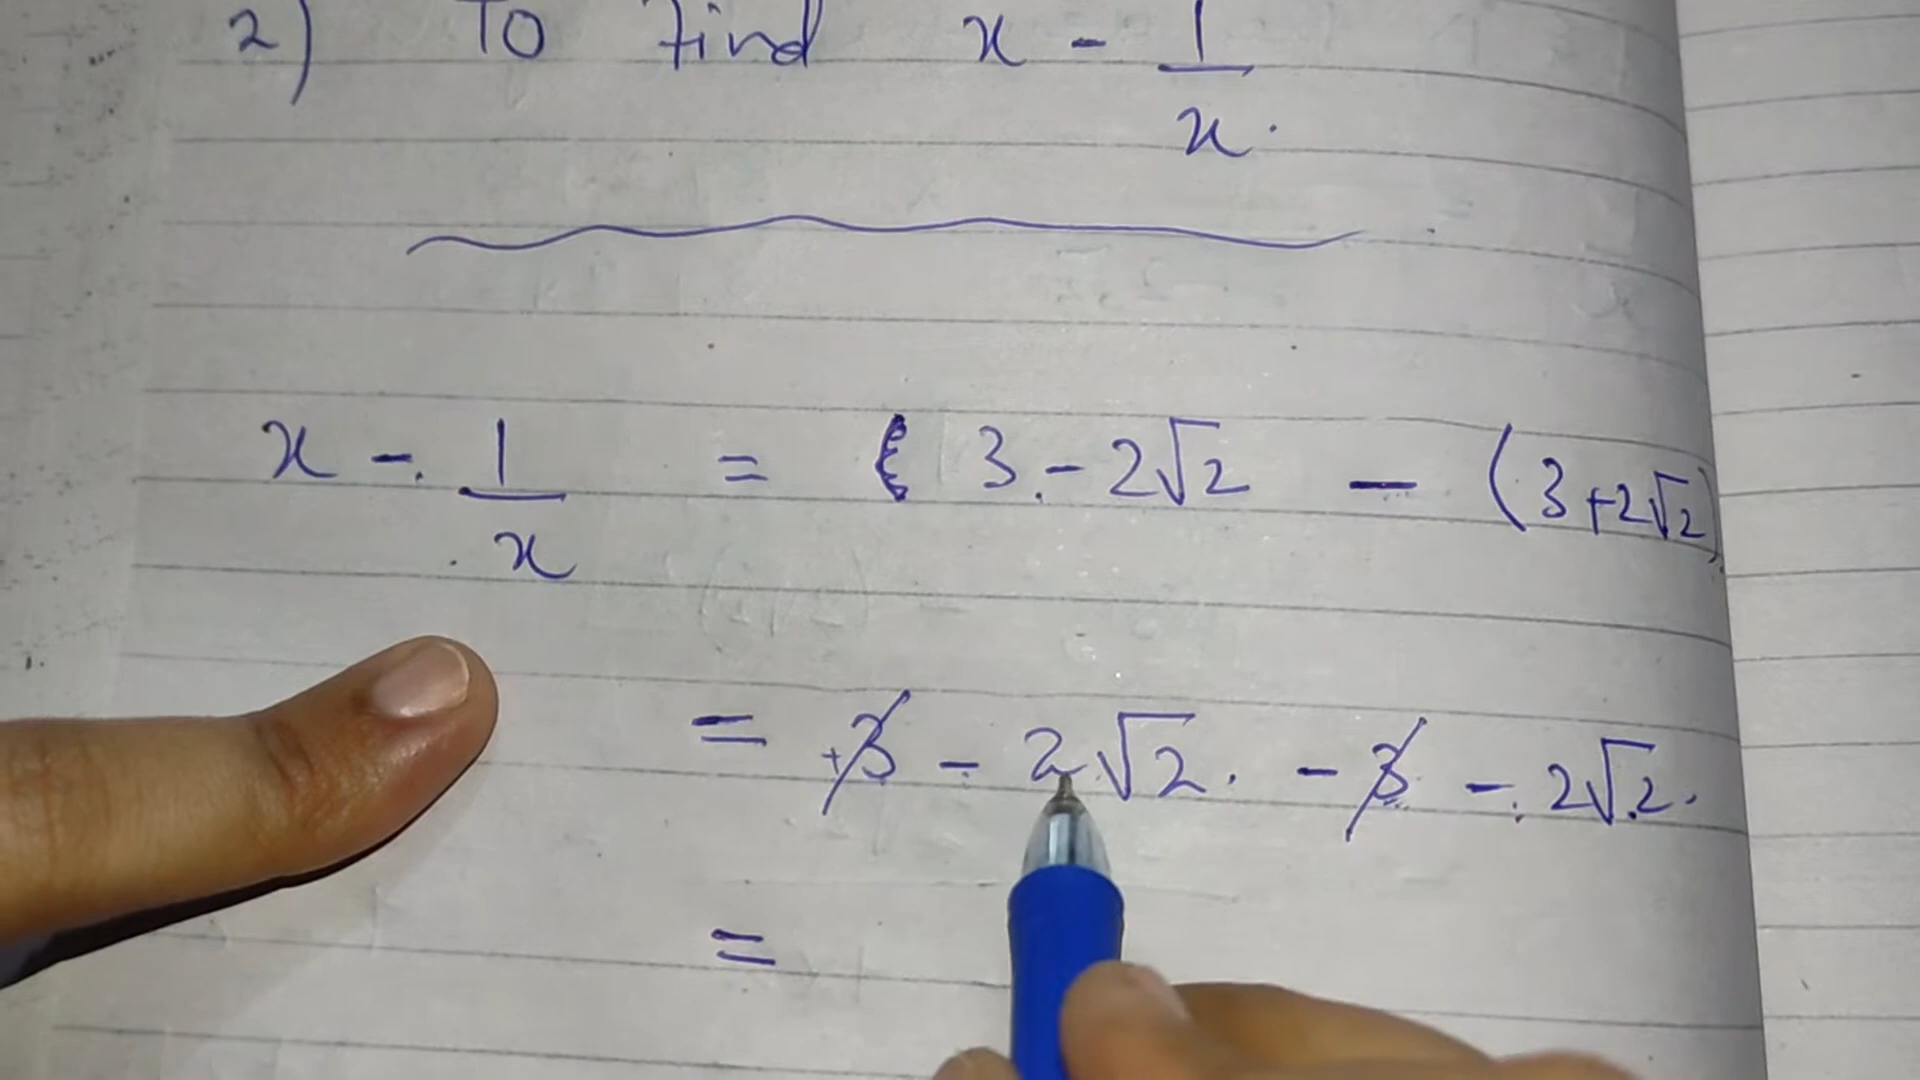 2) To find x - 1/x.
x - 1/x = ( 3 - 2√2 - (3+2√2)
= +3 - 2√2 - 3 - 2√2.
=